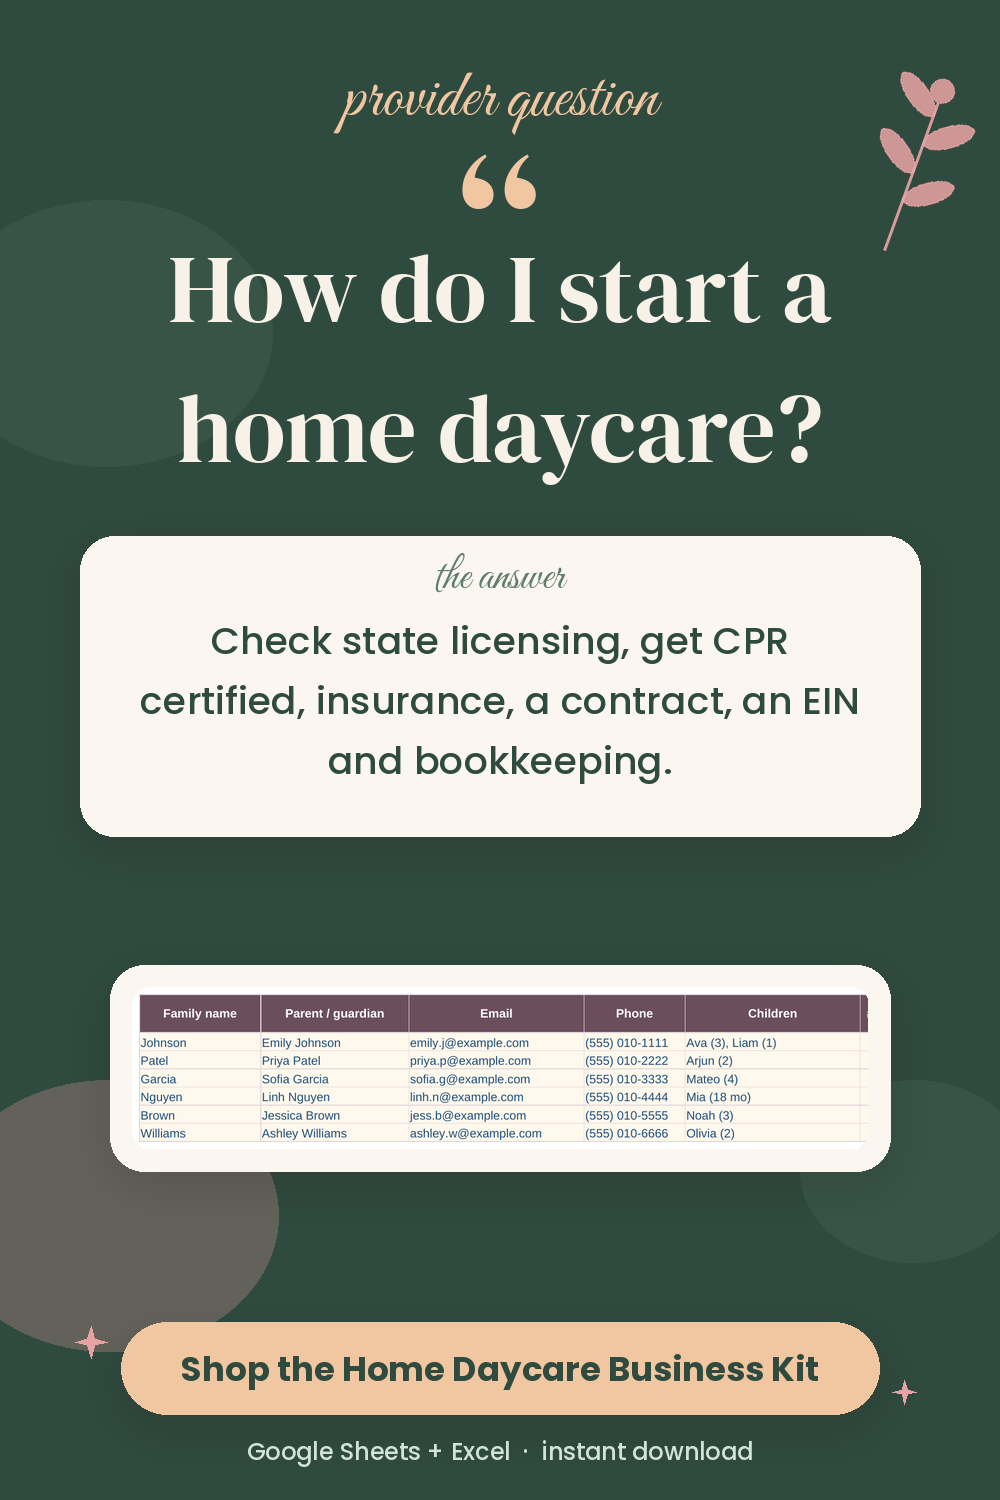 provider question
“
How do I start a
home daycare?
the answer
Check state licensing, get CPR
certified, insurance, a contract, an EIN
and bookkeeping.
Family name Parent / guardian Email Phone Children
Johnson Emily Johnson emily.j@example.com (555) 010-1111 Ava (3), Liam (1)
Patel Priya Patel priya.p@example.com (555) 010-2222 Arjun (2)
Garcia Sofia Garcia sofia.g@example.com (555) 010-3333 Mateo (4)
Nguyen Linh Nguyen linh.n@example.com (555) 010-4444 Mia (18 mo)
Brown Jessica Brown jess.b@example.com (555) 010-5555 Noah (3)
Williams Ashley Williams ashley.w@example.com (555) 010-6666 Olivia (2)
Shop the Home Daycare Business Kit
Google Sheets + Excel · instant download